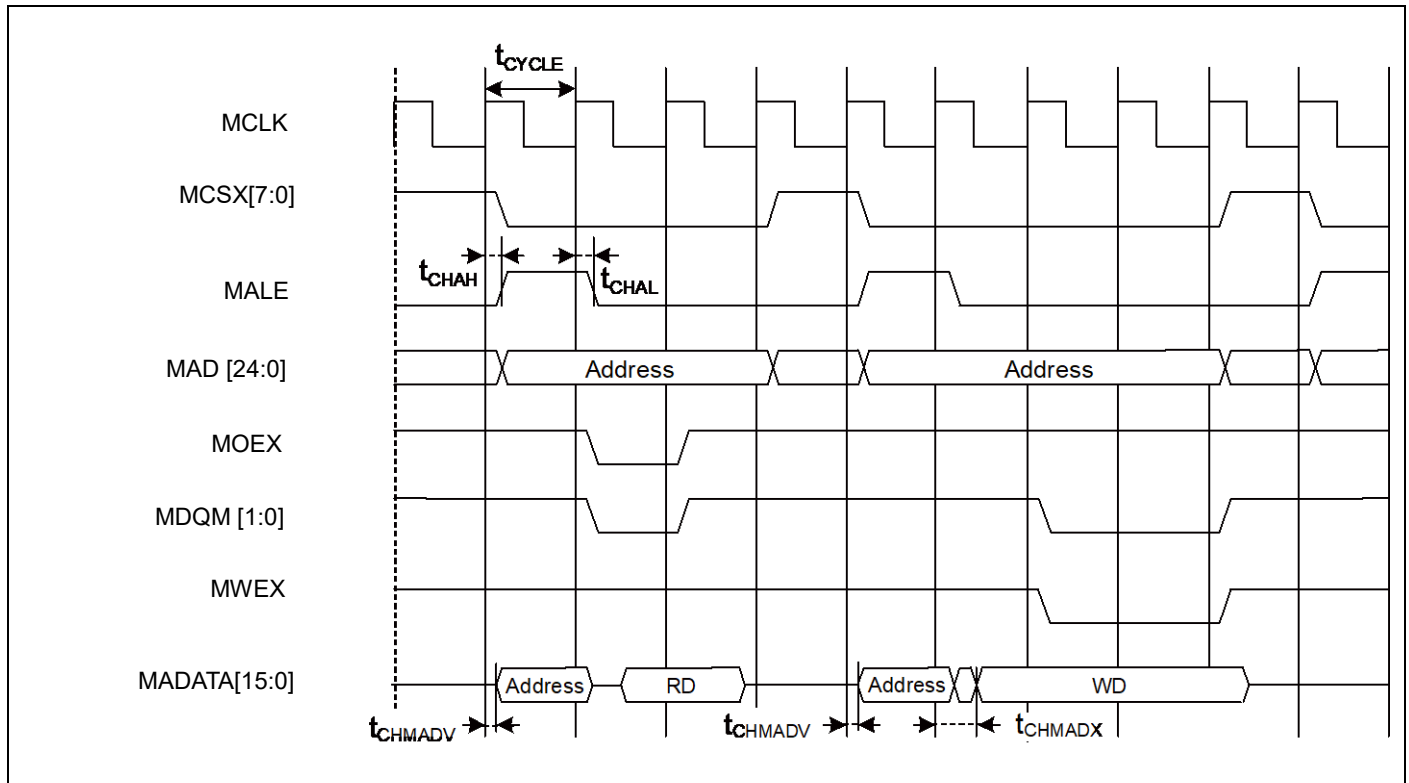 tCYCLE
MCLK
MCSX[7:0]
tCHAH
tCHAL
MALE
MAD [24:0]
Address
Address
MOEX
MDQM [1:0]
MWEX
MADATA[15:0]
Address
RD
Address
WD
tCHMADV
tCHMADV
tCHMADX